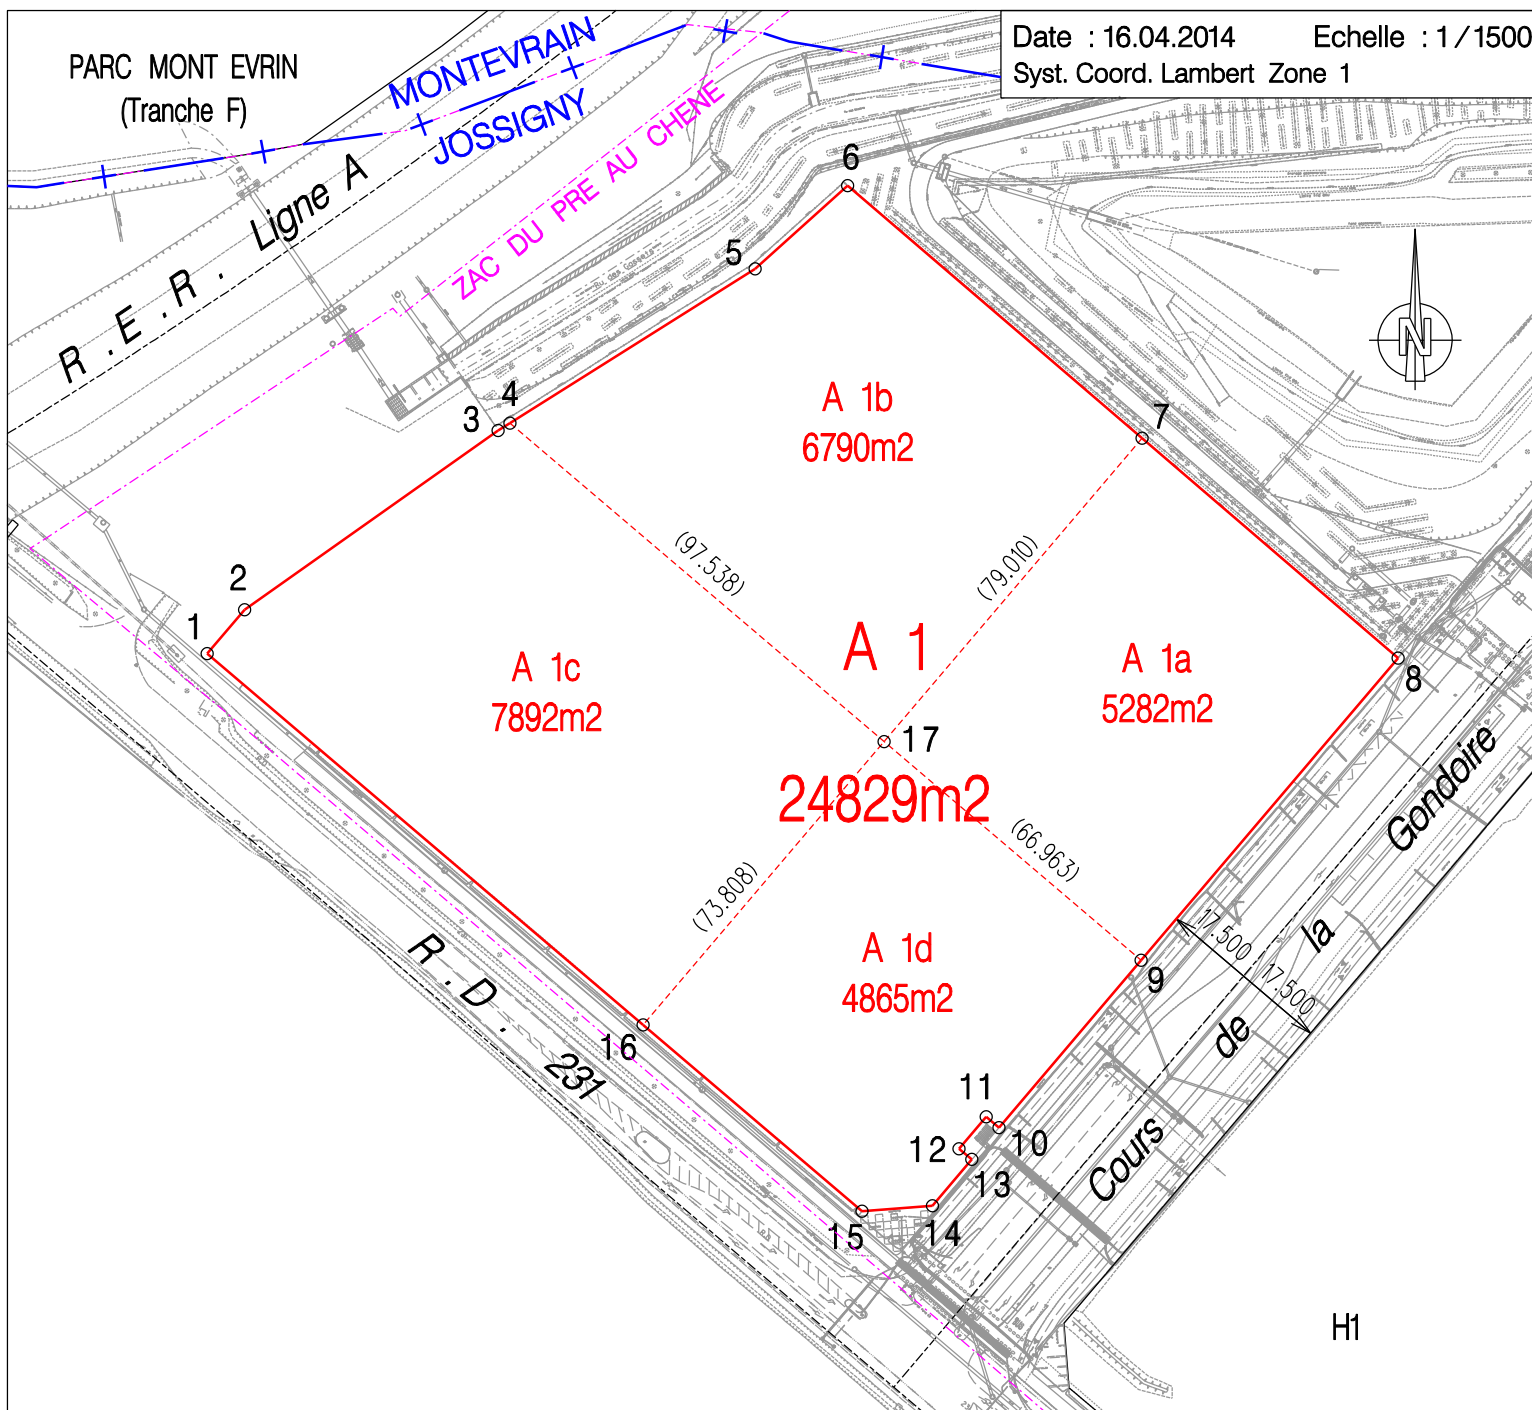 Date : 16.04.2014 Echelle : 1/1500
Syst. Coord. Lambert Zone 1
PARC MONT EVRIN
(Tranche F)
MONTEVRAIN
JOSSIGNY
R.E.R. Ligne A
ZAC DU PRE AU CHENE
6
5
4
3
7
A 1b
6790m2
2
1
(97.538)
(79.010)
A 1
A 1a
5282m2
A 1c
7892m2
8
17
24829m2
(66.963)
(73.808)
A 1d
4865m2
9
17.500
17.500
16
11
10
12
13
14
15
R.D. 231
Cours de la Gondoire
N
H1